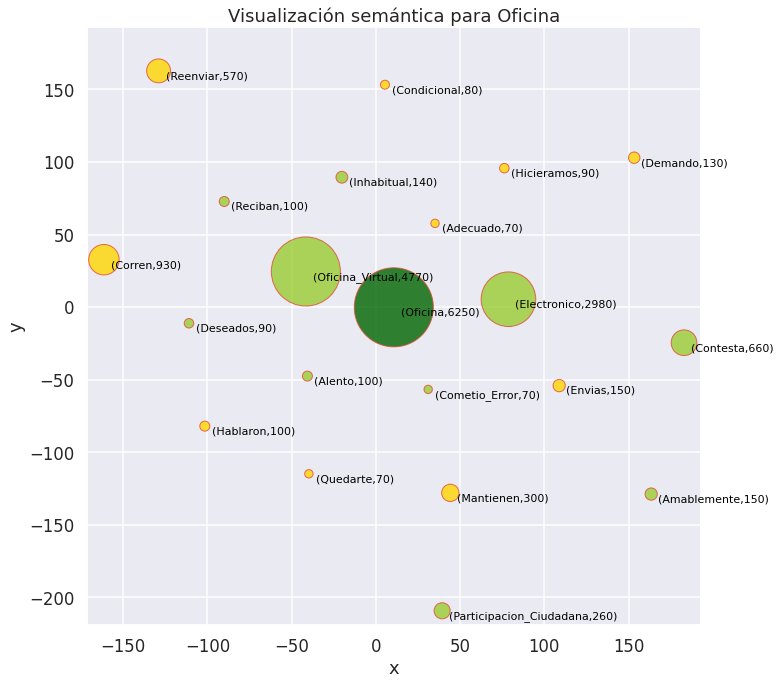 Visualización semántica para Oficina
(Reenviar,570)
(Condicional,80)
(Demando,130)
(Hicieramos,90)
(Inhabitual,140)
(Reciban,100)
(Adecuado,70)
(Corren,930)
(Oficina_Virtual,4770)
(Electronico,2980)
(Oficina,6250)
(Deseados,90)
(Contesta,660)
(Alento,100)
(Envias,150)
(Cometio_Error,70)
(Hablaron,100)
(Quedarte,70)
(Mantienen,300)
(Amablemente,150)
(Participacion_Ciudadana,260)
y
150
100
50
0
−50
−100
−150
−200
−150 −100 −50 0 50 100 150
x